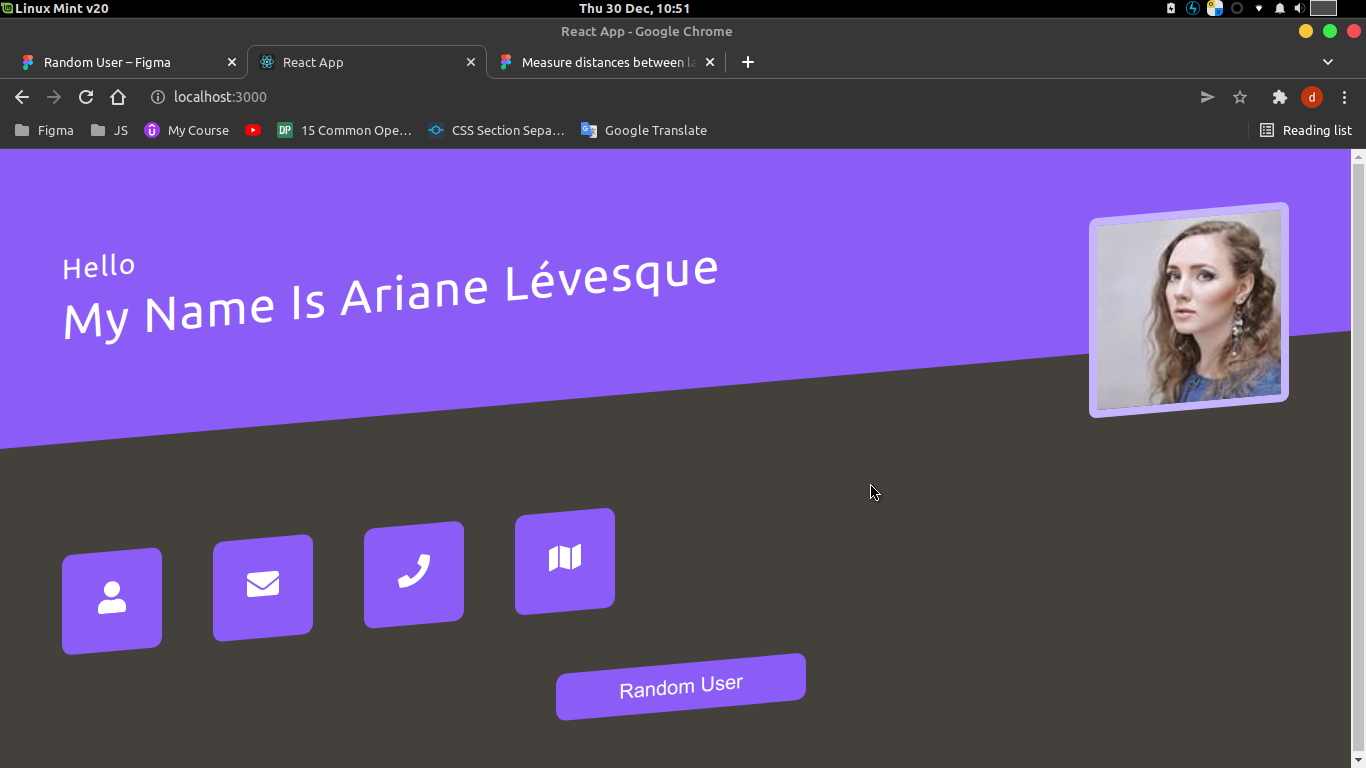 Linux Mint v20
Thu 30 Dec, 10:51
React App - Google Chrome
Random User – Figma
React App
Measure distances between la
localhost:3000
d
Figma
JS
My Course
DP
15 Common Ope…
CSS Section Sepa…
Google Translate
Reading list
Hello
My Name Is Ariane Lévesque
Random User